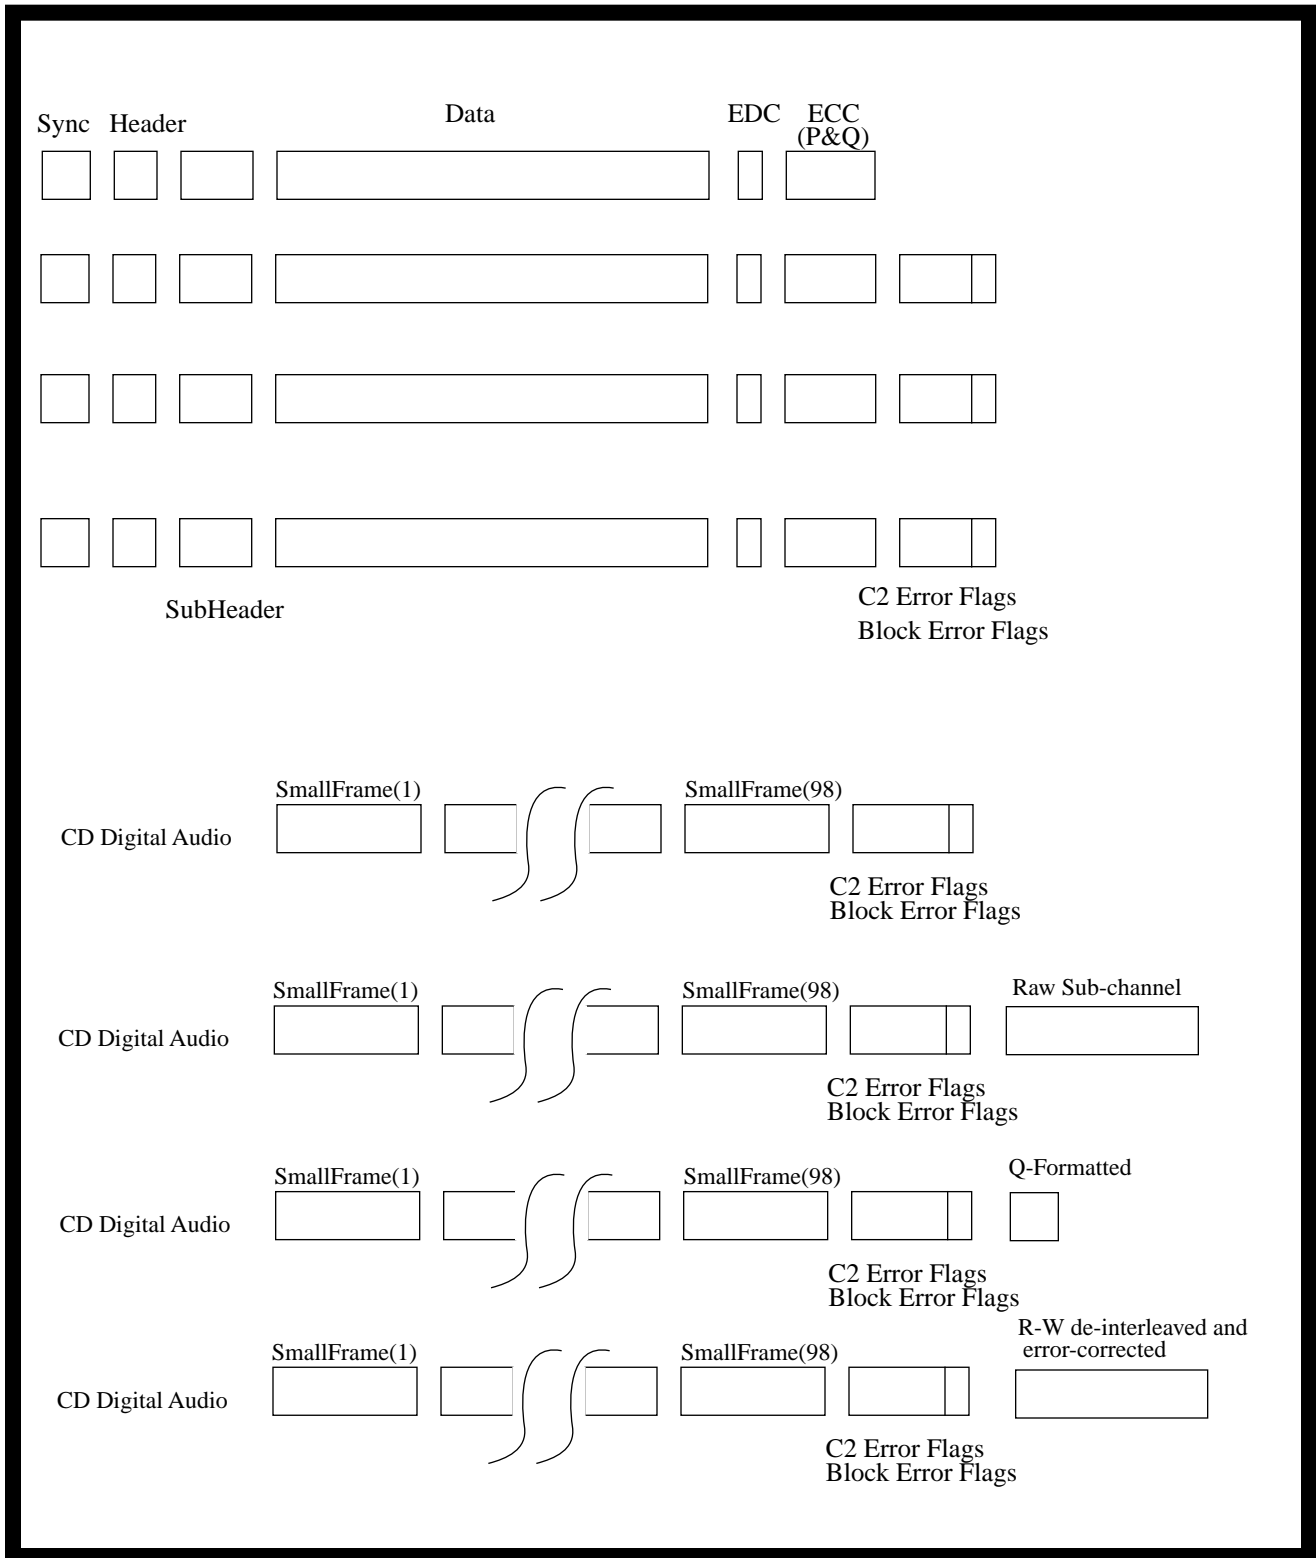 Sync Header Data EDC ECC
(P&Q)
SubHeader
C2 Error Flags
Block Error Flags
SmallFrame(1) SmallFrame(98)
CD Digital Audio
C2 Error Flags
Block Error Flags
SmallFrame(1) SmallFrame(98) Raw Sub-channel
CD Digital Audio
C2 Error Flags
Block Error Flags
SmallFrame(1) SmallFrame(98) Q-Formatted
CD Digital Audio
C2 Error Flags
Block Error Flags
R-W de-interleaved and
error-corrected
SmallFrame(1) SmallFrame(98)
CD Digital Audio
C2 Error Flags
Block Error Flags